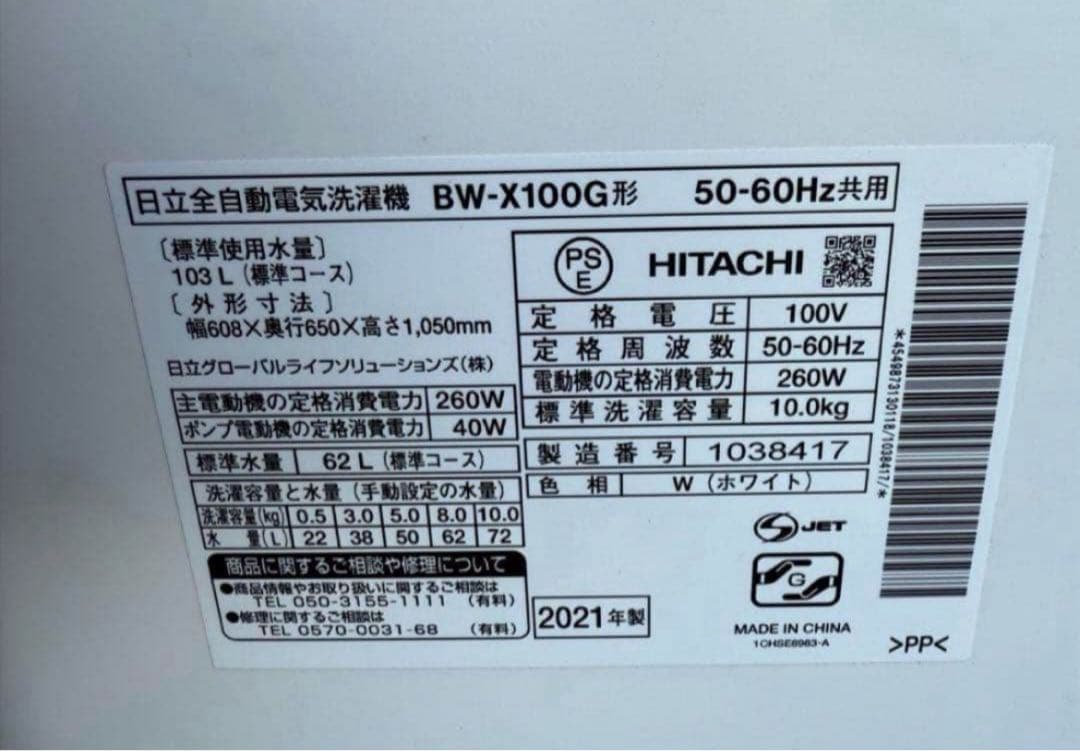 日立全自動電気洗濯機 BW-X100G形 50-60Hz共用
〔標準使用水量〕
103 L (標準コース)
〔外形寸法〕
幅608×奥行650×高さ1,050mm
日立グローバルライフソリューションズ(株)
主電動機の定格消費電力 260W
ポンプ電動機の定格消費電力 40W
標準水量 62 L (標準コース)
洗濯容量と水量 (手動設定の水量)
洗濯容量(kg) 0.5 3.0 5.0 8.0 10.0
水量(L) 22 38 50 62 72
商品に関するご相談や修理について
●商品情報やお取り扱いに関するご相談は
TEL 050-3155-1111 (有料)
●修理に関するご相談は
TEL 0570-0031-68 (有料)
PS
E
HITACHI
定格電圧 100V
定格周波数 50-60Hz
電動機の定格消費電力 260W
標準洗濯容量 10.0kg
製造番号 1038417
色相 W (ホワイト)
S JET
G
2021年製
MADE IN CHINA
1CHSE8983-A
>PP<
*4549873130118/1038417/*